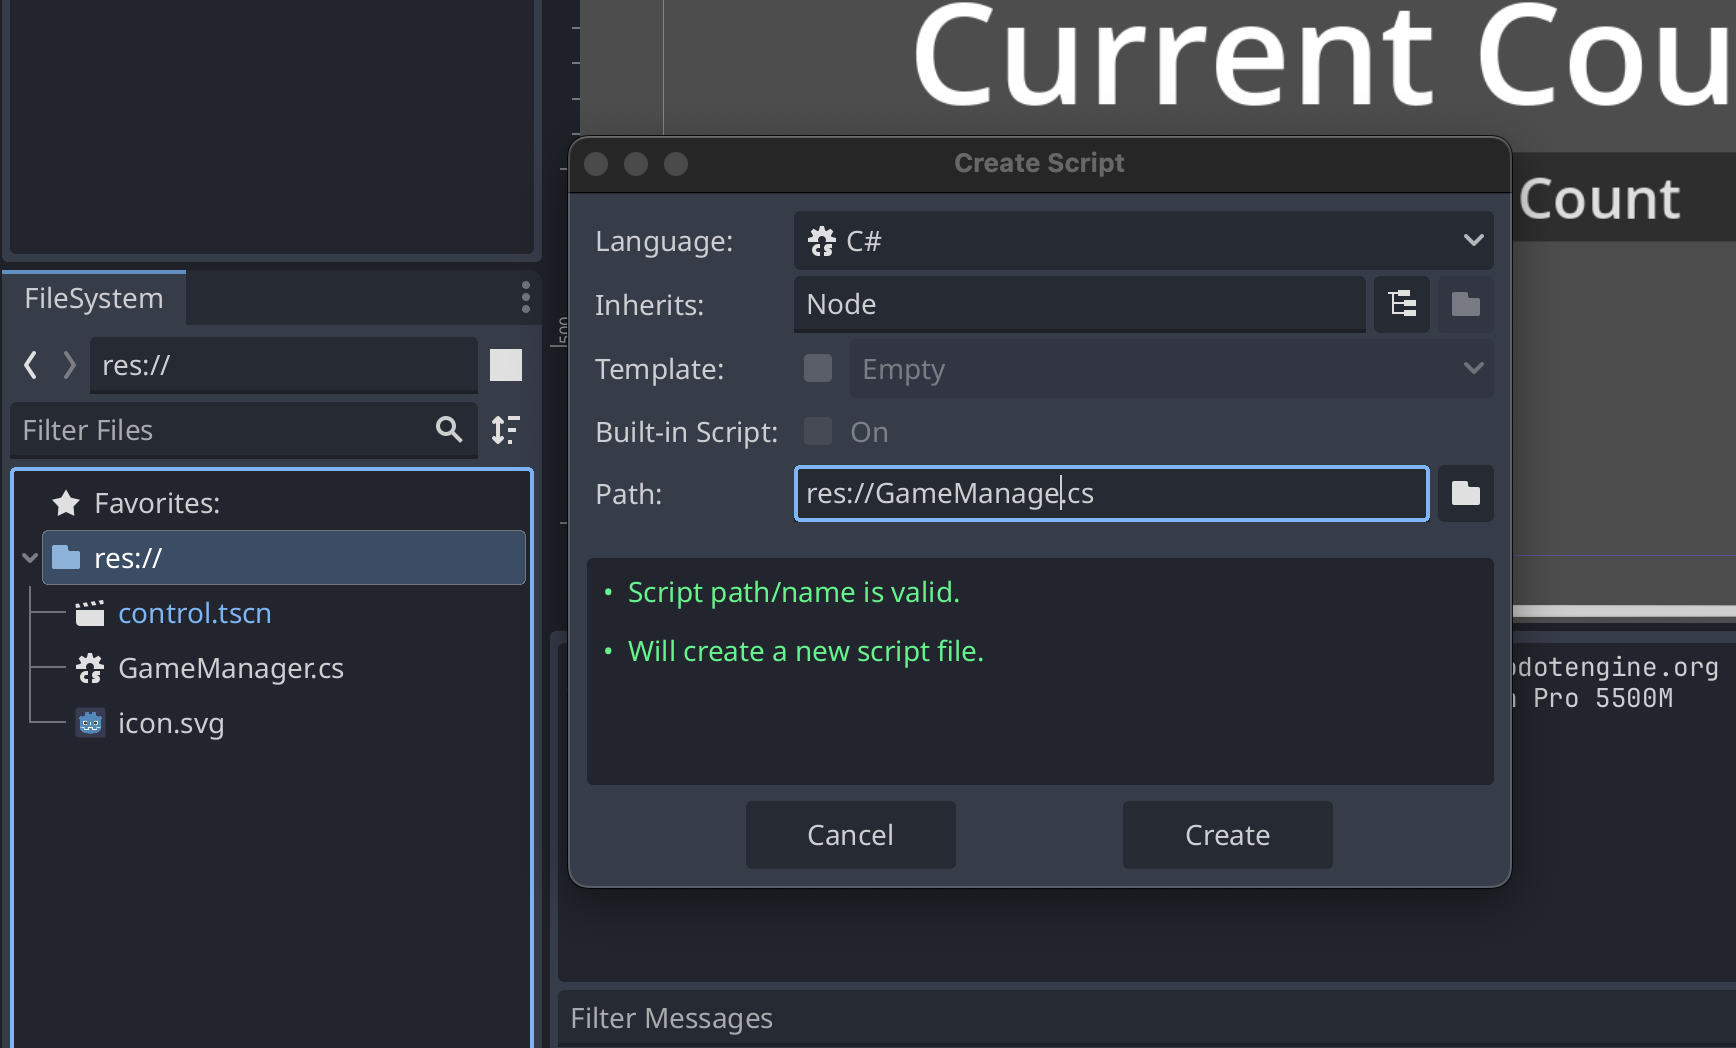 Current Cou
Count
Create Script
Language: C#
Inherits: Node
Template: Empty
Built-in Script: On
Path: res://GameManage.cs
• Script path/name is valid.
• Will create a new script file.
Cancel Create
FileSystem
res://
Filter Files
Favorites:
res://
control.tscn
GameManager.cs
icon.svg
500
dotengine.org
Pro 5500M
Filter Messages